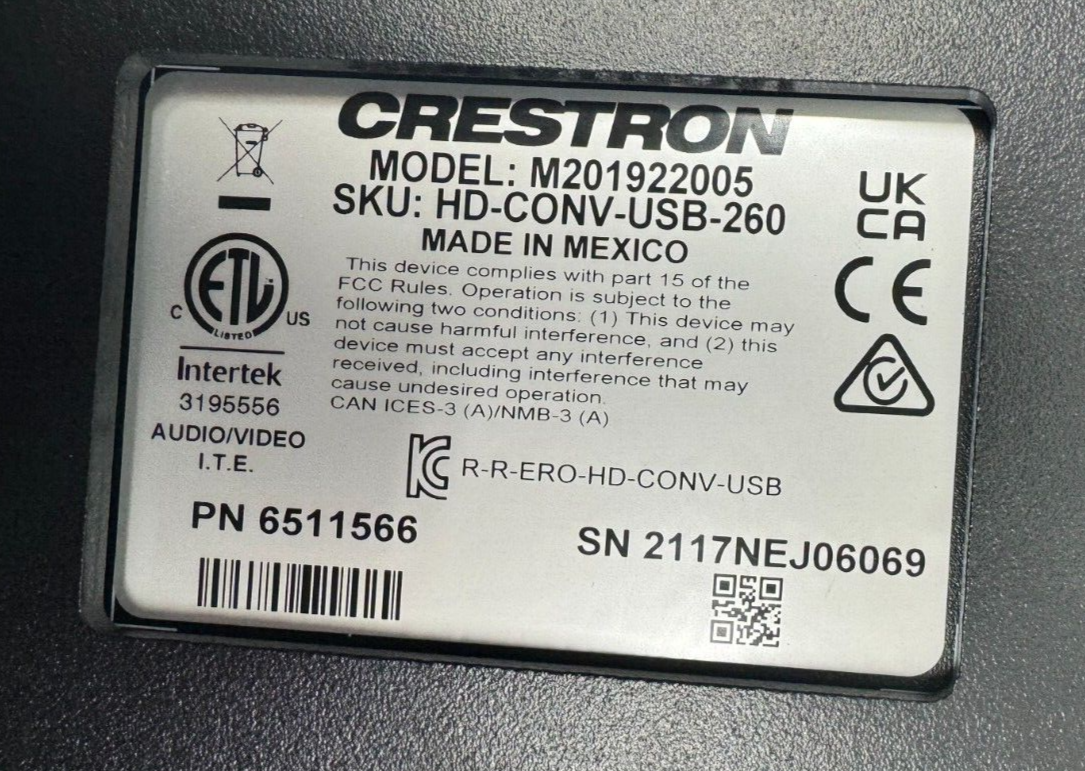 CRESTRON
MODEL: M201922005
SKU: HD-CONV-USB-260
MADE IN MEXICO
This device complies with part 15 of the
FCC Rules. Operation is subject to the
following two conditions: (1) This device may
not cause harmful interference, and (2) this
device must accept any interference
received, including interference that may
cause undesired operation.
CAN ICES-3 (A)/NMB-3 (A)
C ETL US
LISTED
Intertek
3195556
AUDIO/VIDEO
I.T.E.
UK
CA
CE
KC R-R-ERO-HD-CONV-USB
PN 6511566
SN 2117NEJ06069